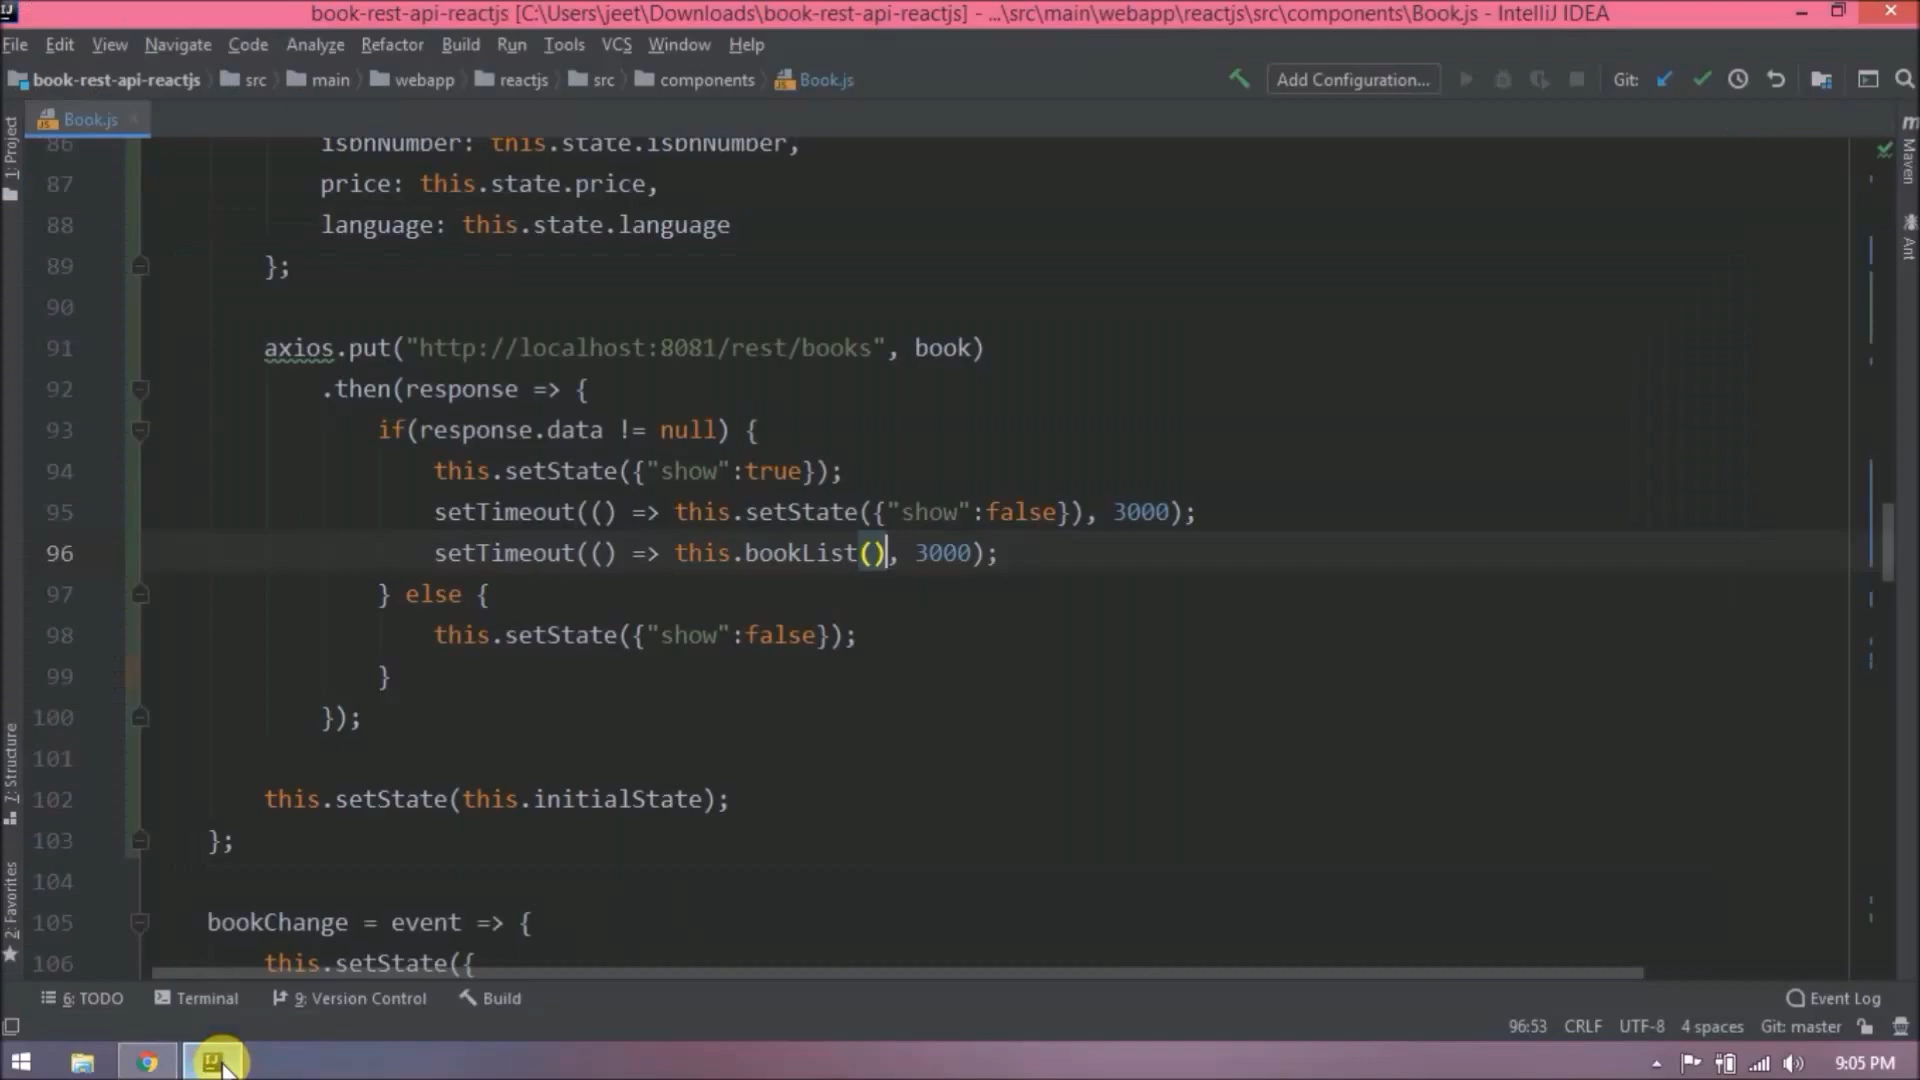 book-rest-api-reactjs [C:\Users\jeet\Downloads\book-rest-api-reactjs] - ...\src\main\webapp\reactjs\src\components\Book.js - IntelliJ IDEA
File Edit View Navigate Code Analyze Refactor Build Run Tools VCS Window Help
book-rest-api-reactjs src main webapp reactjs src components Book.js Add Configuration... Git:
Book.js
1: Project
Maven
Ant
7: Structure
2: Favorites
86 isbnNumber: this.state.isbnNumber,
87 price: this.state.price,
88 language: this.state.language
89 };
90
91 axios.put("http://localhost:8081/rest/books", book)
92 .then(response => {
93 if(response.data != null) {
94 this.setState({"show":true});
95 setTimeout(() => this.setState({"show":false}), 3000);
96 setTimeout(() => this.bookList(), 3000);
97 } else {
98 this.setState({"show":false});
99 }
100 });
101
102 this.setState(this.initialState);
103 };
104
105 bookChange = event => {
106 this.setState({
6: TODO Terminal 9: Version Control Build Event Log
96:53 CRLF UTF-8 4 spaces Git: master
9:05 PM